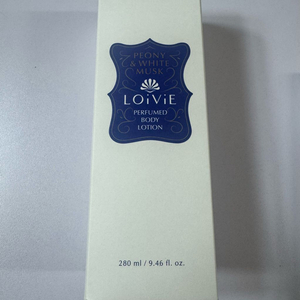 PEONY
& WHITE
MUSK
LOiViE
PERFUMED
BODY
LOTION
280 ml / 9.46 fl. oz.